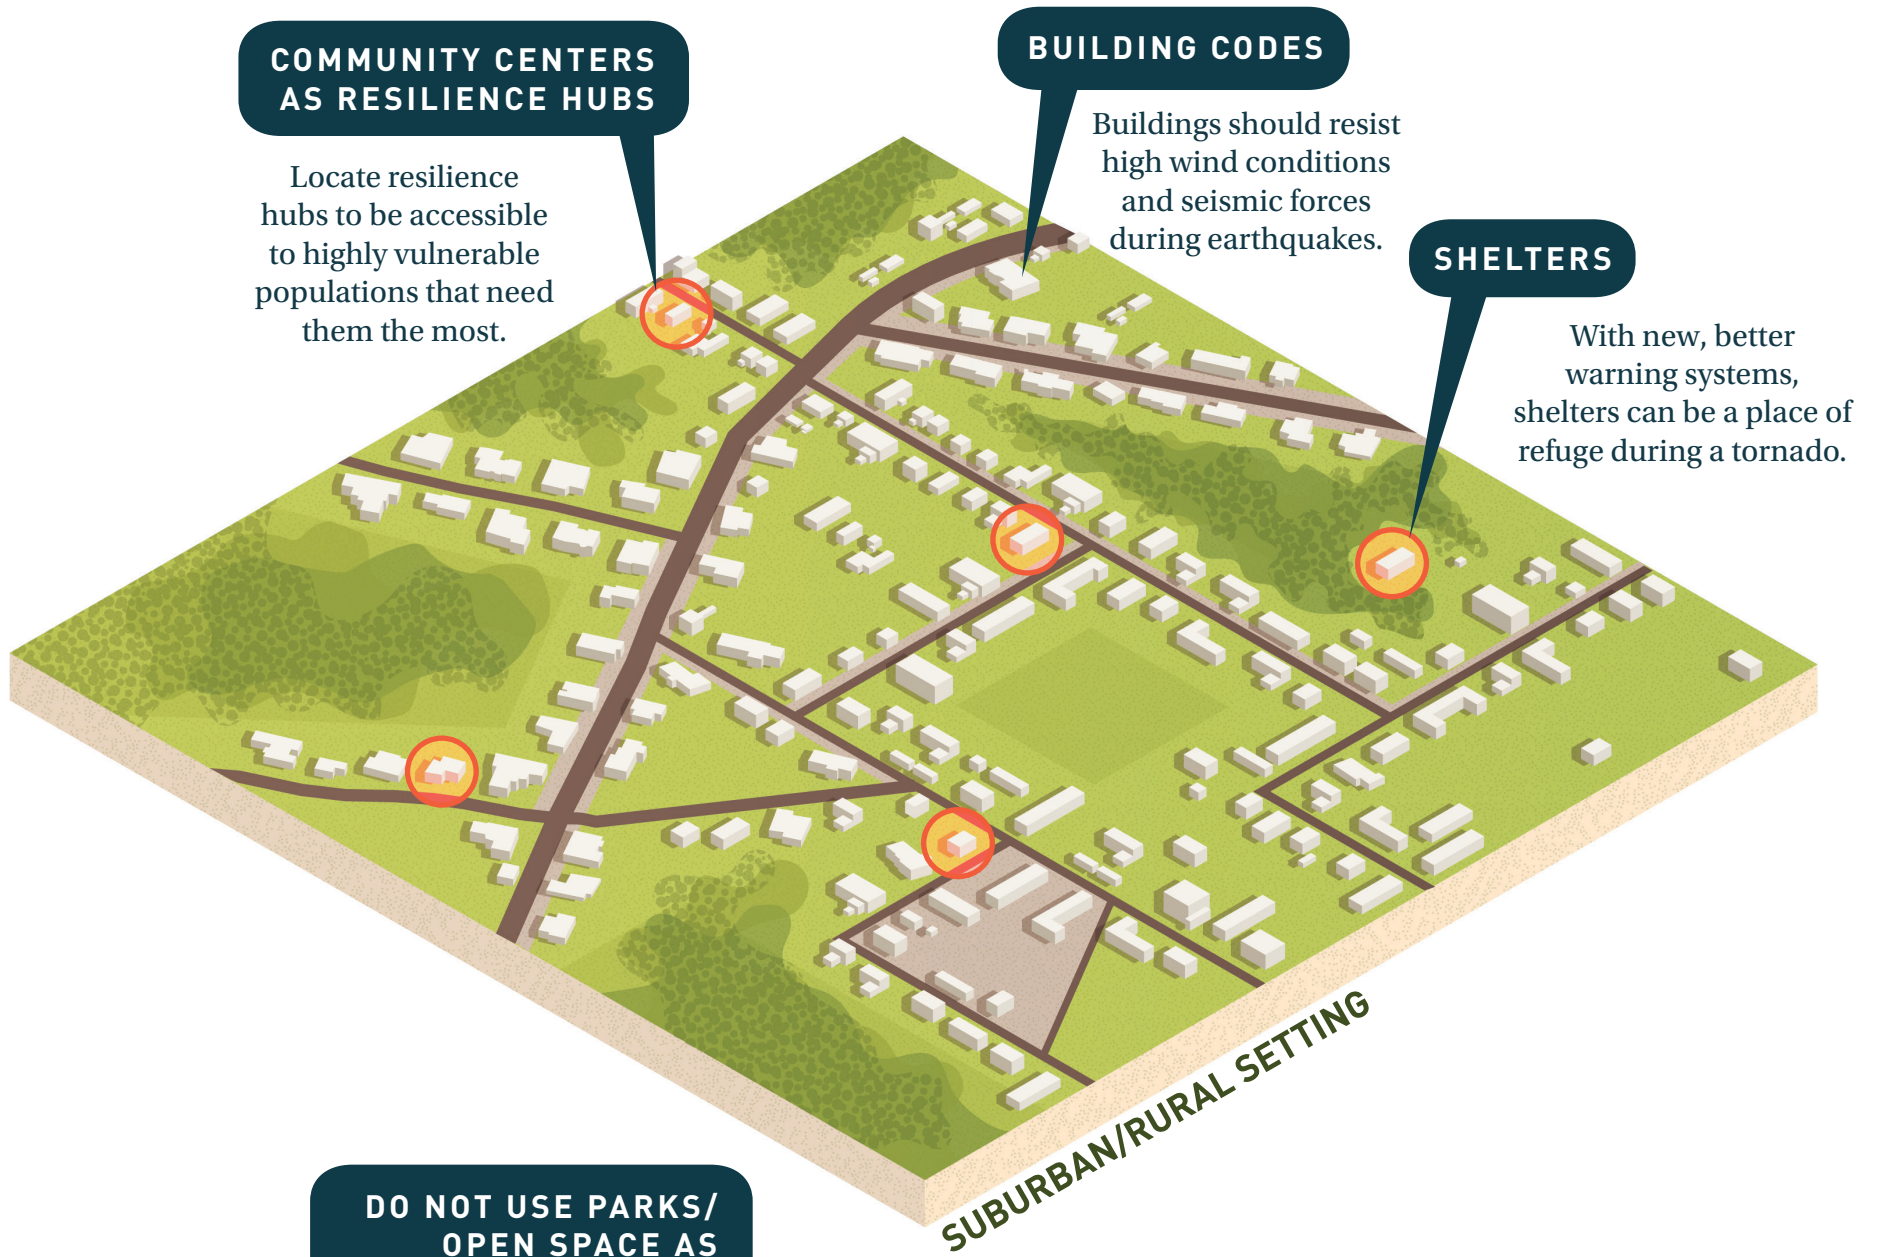 COMMUNITY CENTERS
AS RESILIENCE HUBS
Locate resilience
hubs to be accessible
to highly vulnerable
populations that need
them the most.
BUILDING CODES
Buildings should resist
high wind conditions
and seismic forces
during earthquakes.
SHELTERS
With new, better
warning systems,
shelters can be a place of
refuge during a tornado.
SUBURBAN/RURAL SETTING
DO NOT USE PARKS/
OPEN SPACE AS